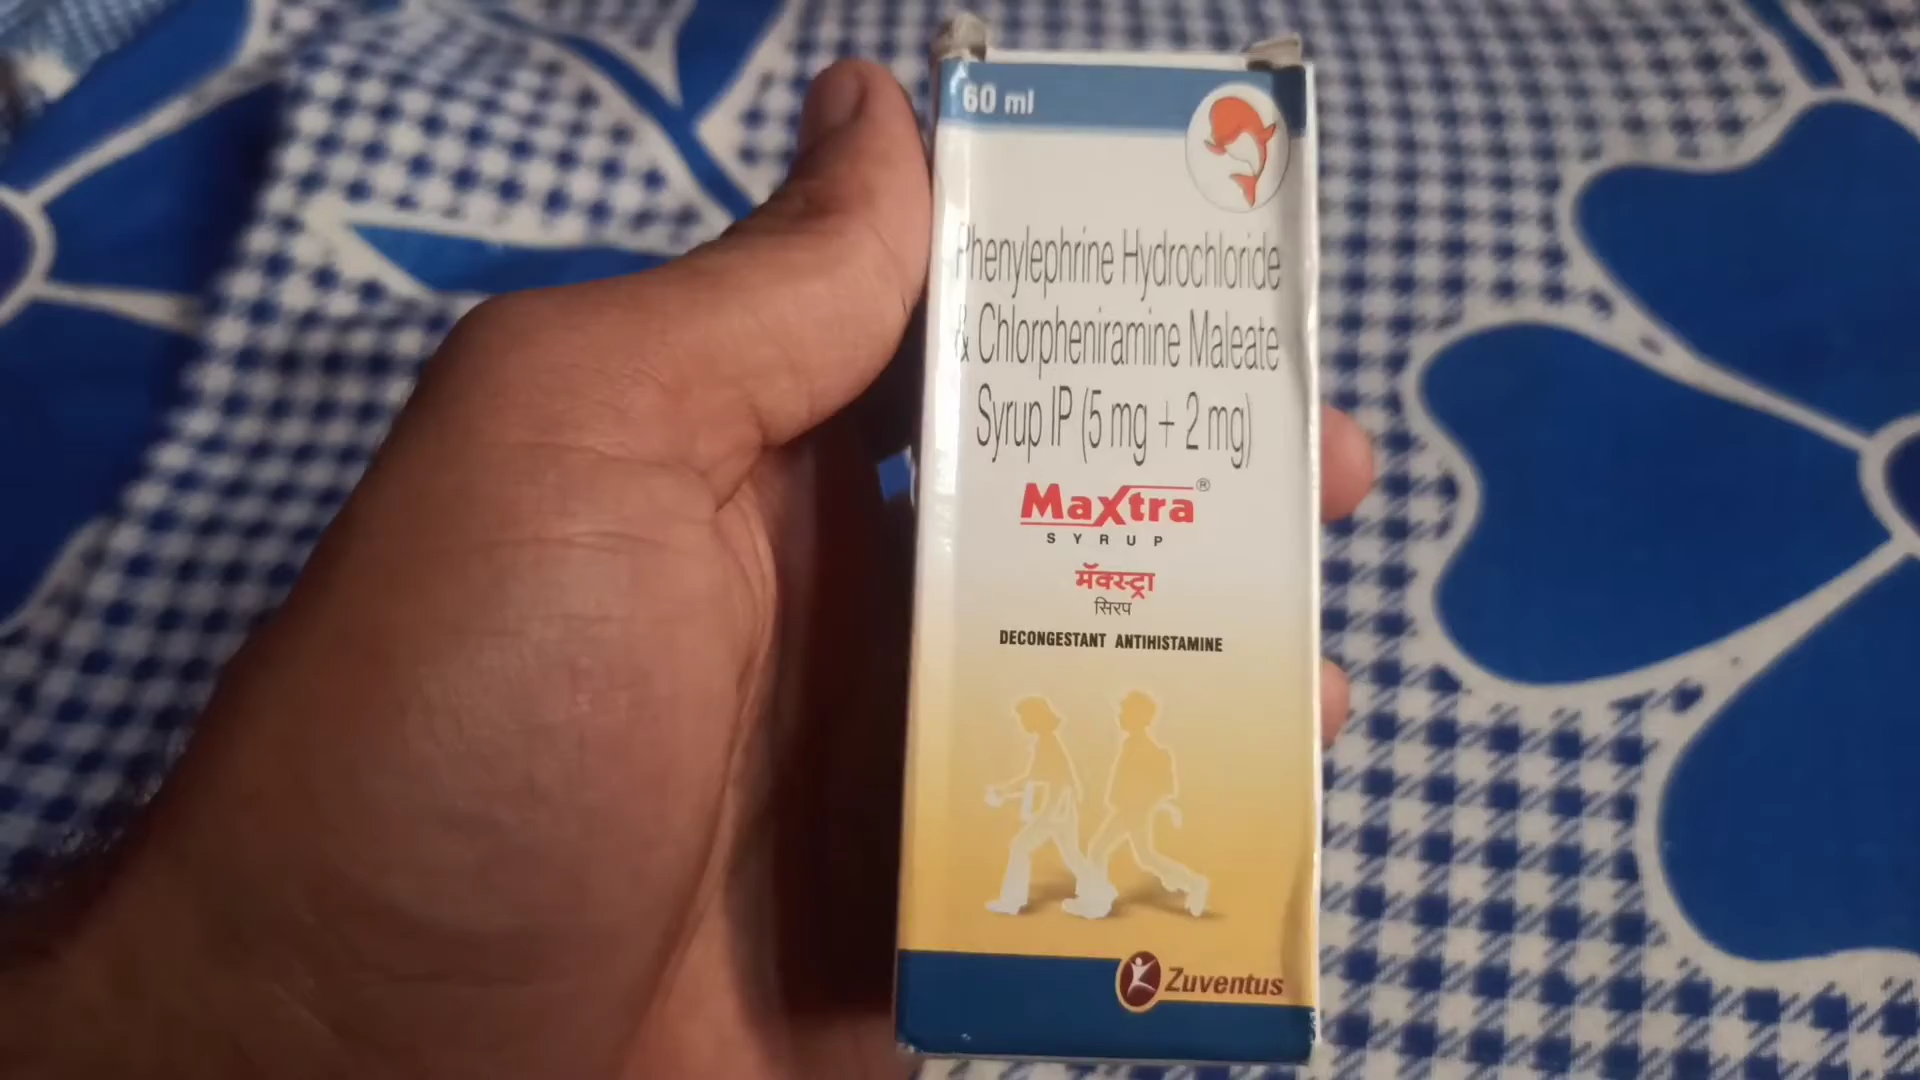 60 ml
Phenylephrine Hydrochloride
& Chlorpheniramine Maleate
Syrup IP (5 mg + 2 mg)
Maxtra®
SYRUP
मॅक्स्ट्रा
सिरप
DECONGESTANT ANTIHISTAMINE
Zuventus